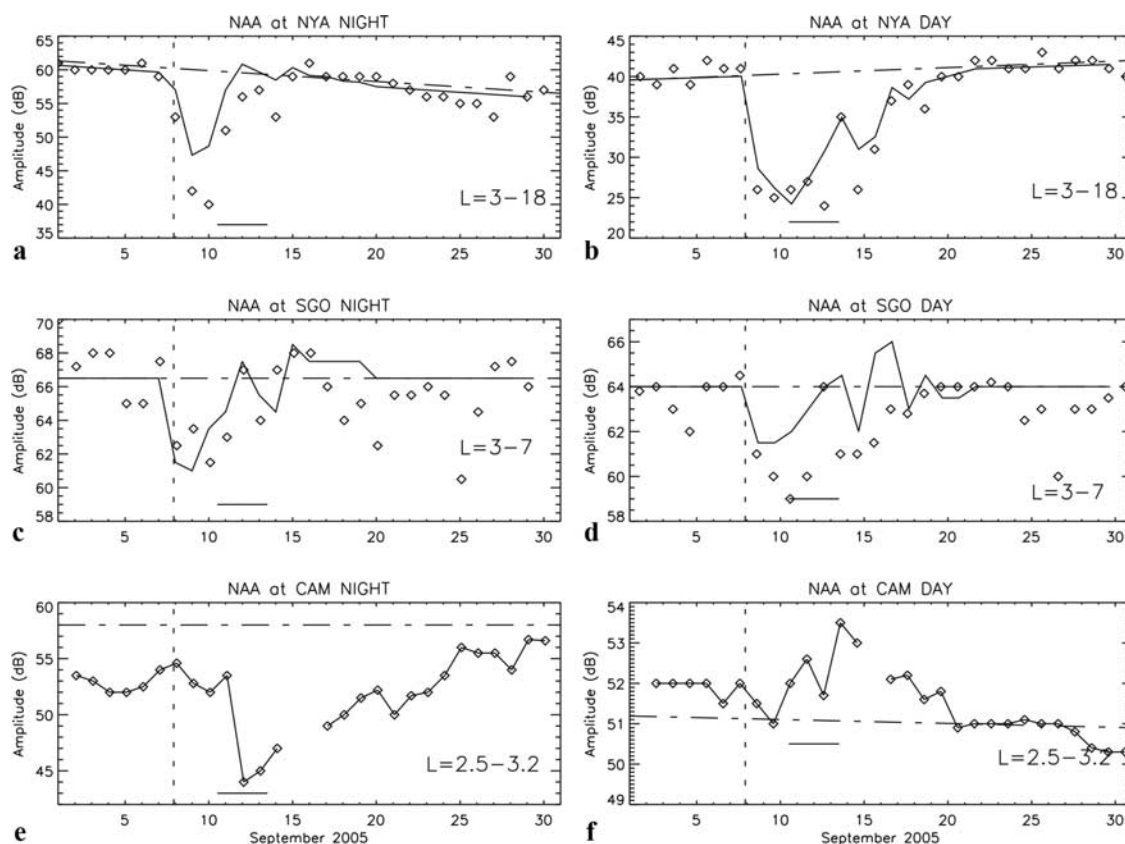 NAA at NYA NIGHT
65
60
55
50
45
40
35
Amplitude (dB)
L=3−18
5 10 15 20 25 30
a
NAA at NYA DAY
45
40
35
30
25
20
Amplitude (dB)
L=3−18
5 10 15 20 25 30
b
NAA at SGO NIGHT
70
68
66
64
62
60
58
Amplitude (dB)
L=3−7
5 10 15 20 25 30
c
NAA at SGO DAY
68
66
64
62
60
58
Amplitude (dB)
L=3−7
5 10 15 20 25 30
d
NAA at CAM NIGHT
60
55
50
45
Amplitude (dB)
L=2.5−3.2
5 10 15 20 25 30
September 2005
e
NAA at CAM DAY
54
53
52
51
50
49
Amplitude (dB)
L=2.5−3.2
5 10 15 20 25 30
September 2005
f